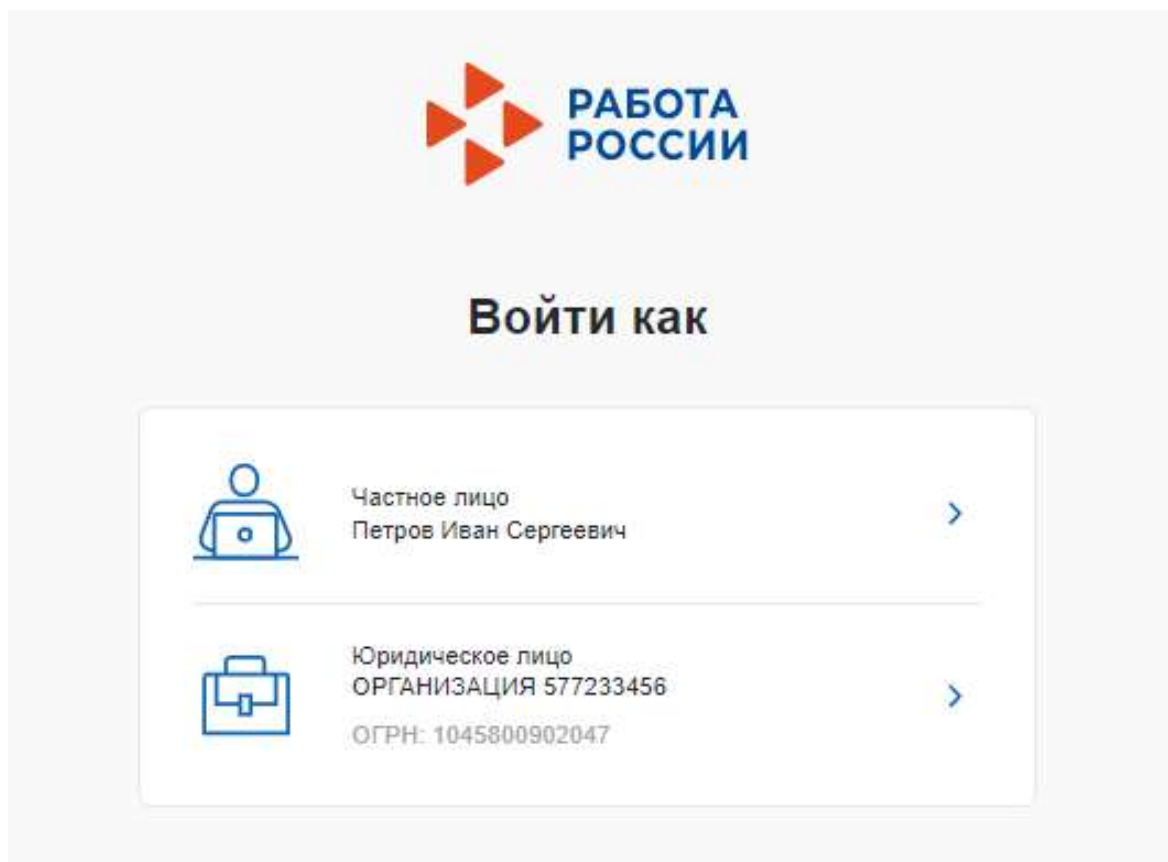 РАБОТА
РОССИИ
Войти как
Частное лицо
Петров Иван Сергеевич
Юридическое лицо
ОРГАНИЗАЦИЯ 577233456
ОГРН: 1045800902047